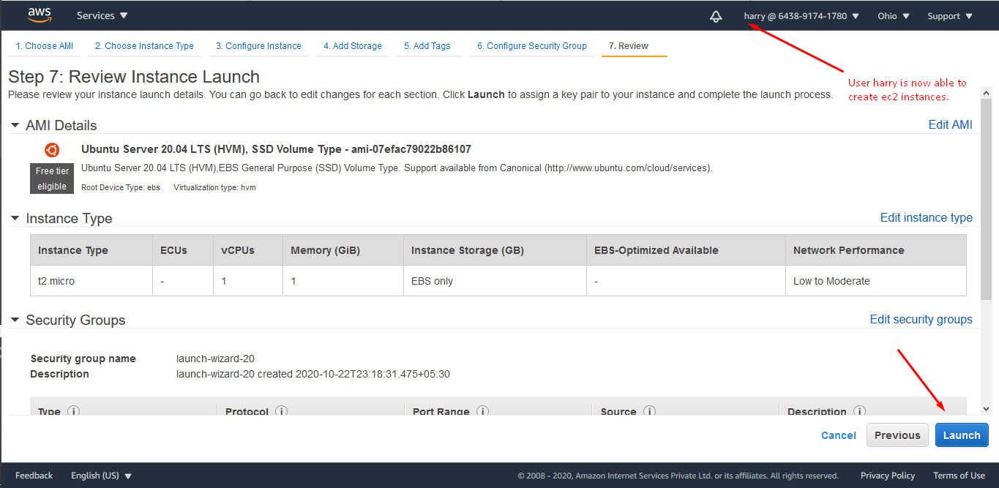 aws
Services
harry @ 6438-9174-1780
Ohio
Support
1. Choose AMI
2. Choose Instance Type
3. Configure Instance
4. Add Storage
5. Add Tags
6. Configure Security Group
7. Review
Step 7: Review Instance Launch
Please review your instance launch details. You can go back to edit changes for each section. Click Launch to assign a key pair to your instance and complete the launch process.
User harry is now able to
create ec2 instances.
AMI Details
Edit AMI
Ubuntu Server 20.04 LTS (HVM), SSD Volume Type - ami-07efac79022b86107
Free tier
eligible
Ubuntu Server 20.04 LTS (HVM),EBS General Purpose (SSD) Volume Type. Support available from Canonical (http://www.ubuntu.com/cloud/services).
Root Device Type: ebs Virtualization type: hvm
Instance Type
Edit instance type
Instance Type ECUs vCPUs Memory (GiB) Instance Storage (GB) EBS-Optimized Available Network Performance
t2.micro - 1 1 EBS only - Low to Moderate
Security Groups
Edit security groups
Security group name launch-wizard-20
Description launch-wizard-20 created 2020-10-22T23:18:31.475+05:30
Type Protocol Port Range Source Description
Cancel
Previous
Launch
Feedback
English (US)
© 2008 - 2020, Amazon Internet Services Private Ltd. or its affiliates. All rights reserved.
Privacy Policy
Terms of Use